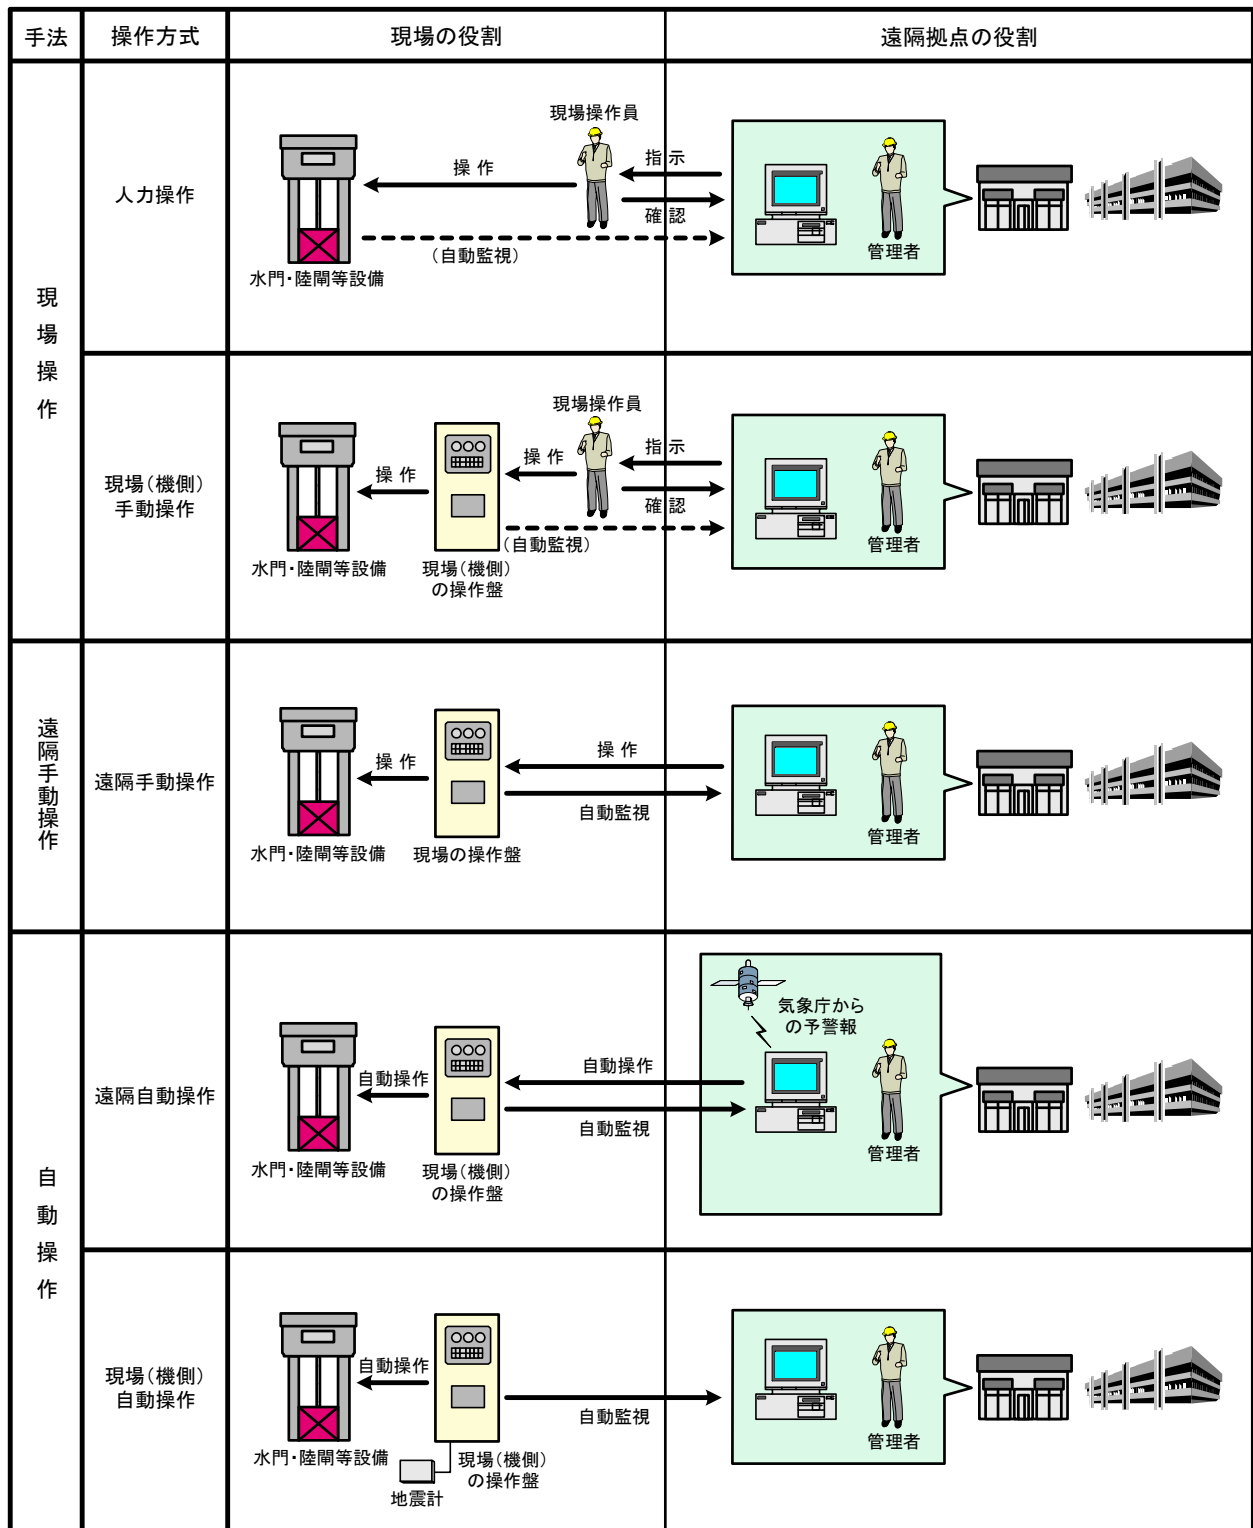 手法
操作方式
現場の役割
遠隔拠点の役割
現場操作
人力操作
現場操作員
操 作
指 示
確 認
(自動監視)
水門・陸閘等設備
管理者
現場(機側)
手動操作
現場操作員
操 作
操 作
指 示
確 認
(自動監視)
水門・陸閘等設備
現場(機側)
の操作盤
管理者
遠隔手動操作
遠隔手動操作
操 作
操 作
自動監視
水門・陸閘等設備
現場の操作盤
管理者
自動操作
遠隔自動操作
気象庁から
の予警報
自動操作
自動操作
自動監視
水門・陸閘等設備
現場(機側)
の操作盤
管理者
現場(機側)
自動操作
自動操作
自動監視
水門・陸閘等設備
現場(機側)
の操作盤
地震計
管理者